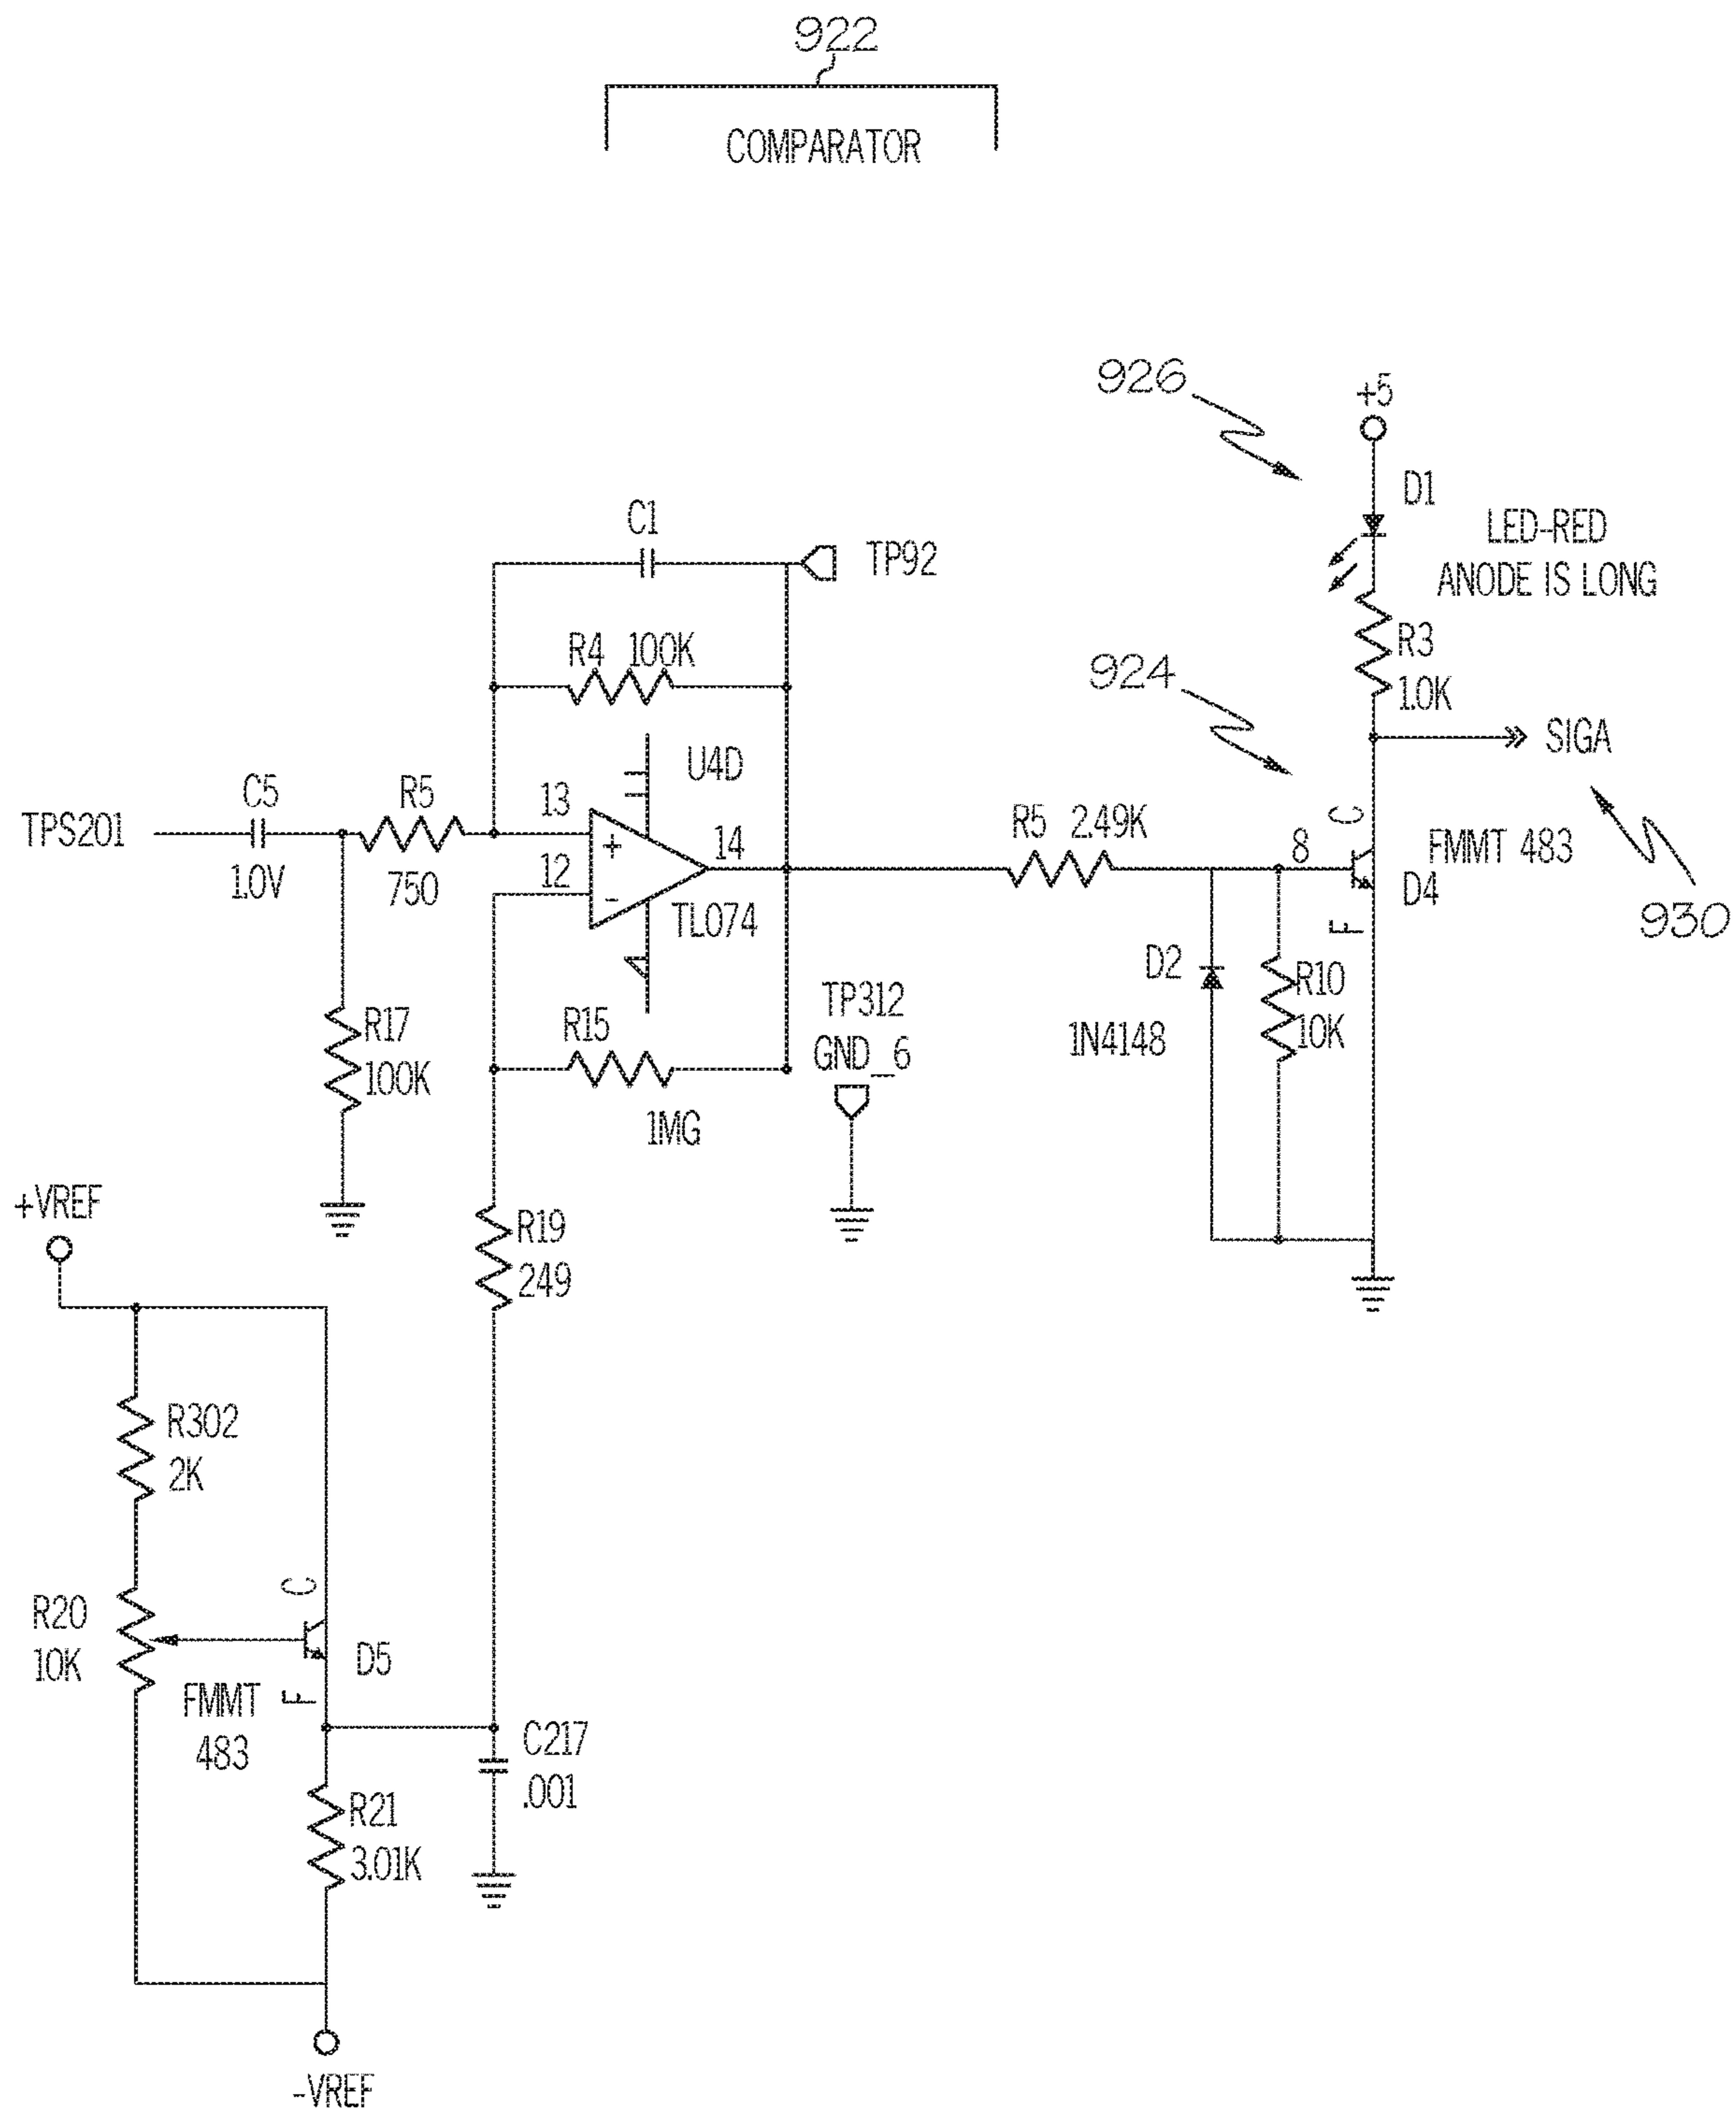 922
COMPARATOR
926
+5
D1
LED-RED
ANODE IS LONG
C1
TP92
R4 100K
R3
1.0K
924
SIGA
U4D
TPS201
C5
1.0V
R5
750
13
+
12
-
14
TL074
R5 2.49K
8
C
FMMT 483
D4
F
930
D2
1N4148
R10
10K
R17
100K
R15
1MG
TP312
GND_6
+VREF
R19
249
R302
2K
R20
10K
C
D5
FMMT
483
F
C217
.001
R21
3.01K
-VREF